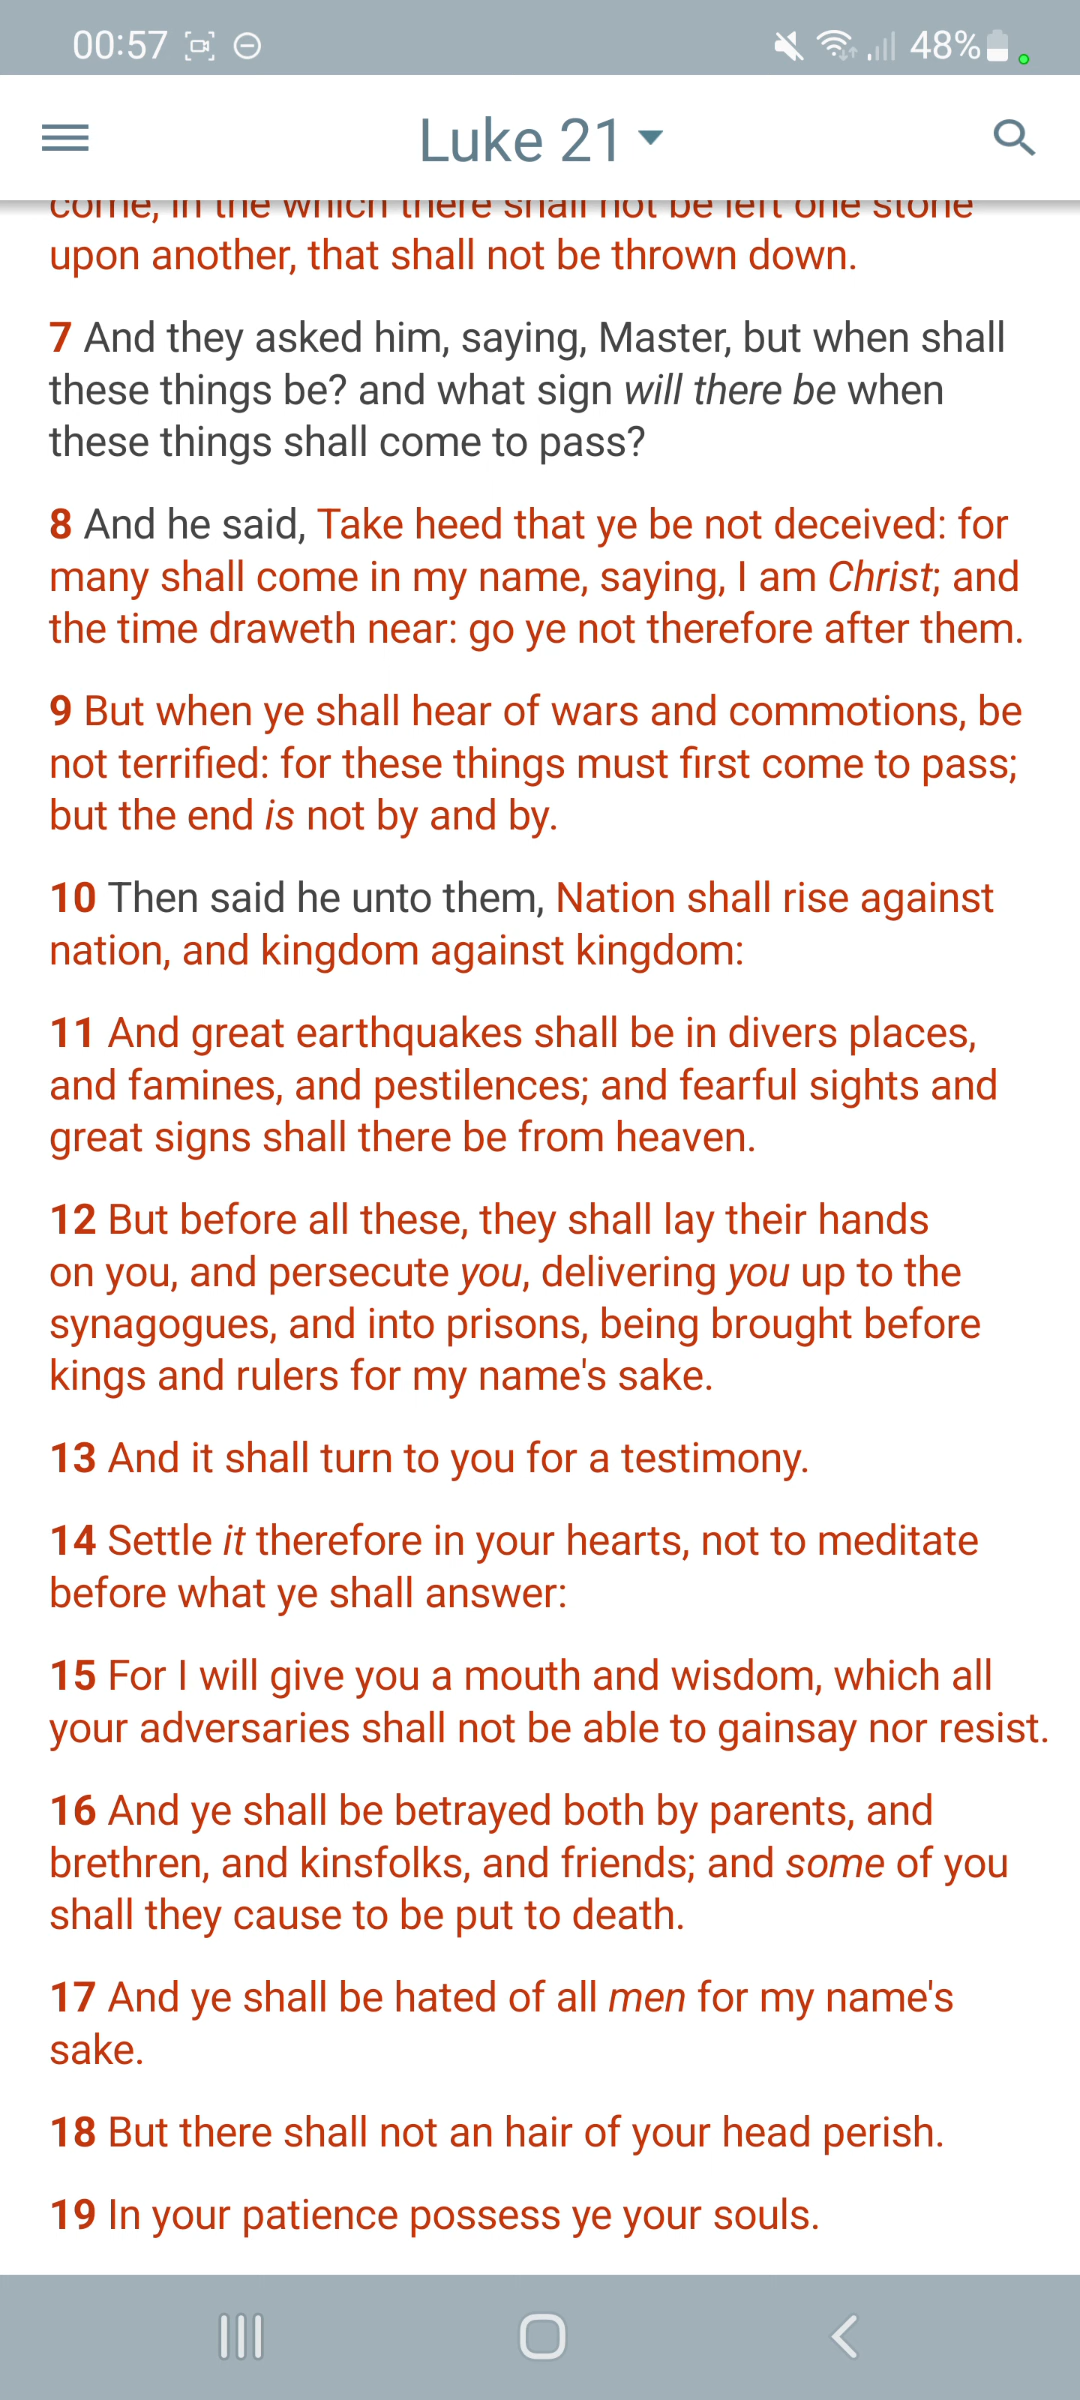 00:57
48%
Luke 21
come, in the which there shall not be left one stone
upon another, that shall not be thrown down.
7 And they asked him, saying, Master, but when shall
these things be? and what sign will there be when
these things shall come to pass?
8 And he said, Take heed that ye be not deceived: for
many shall come in my name, saying, I am Christ; and
the time draweth near: go ye not therefore after them.
9 But when ye shall hear of wars and commotions, be
not terrified: for these things must first come to pass;
but the end is not by and by.
10 Then said he unto them, Nation shall rise against
nation, and kingdom against kingdom:
11 And great earthquakes shall be in divers places,
and famines, and pestilences; and fearful sights and
great signs shall there be from heaven.
12 But before all these, they shall lay their hands
on you, and persecute you, delivering you up to the
synagogues, and into prisons, being brought before
kings and rulers for my name's sake.
13 And it shall turn to you for a testimony.
14 Settle it therefore in your hearts, not to meditate
before what ye shall answer:
15 For I will give you a mouth and wisdom, which all
your adversaries shall not be able to gainsay nor resist.
16 And ye shall be betrayed both by parents, and
brethren, and kinsfolks, and friends; and some of you
shall they cause to be put to death.
17 And ye shall be hated of all men for my name's
sake.
18 But there shall not an hair of your head perish.
19 In your patience possess ye your souls.